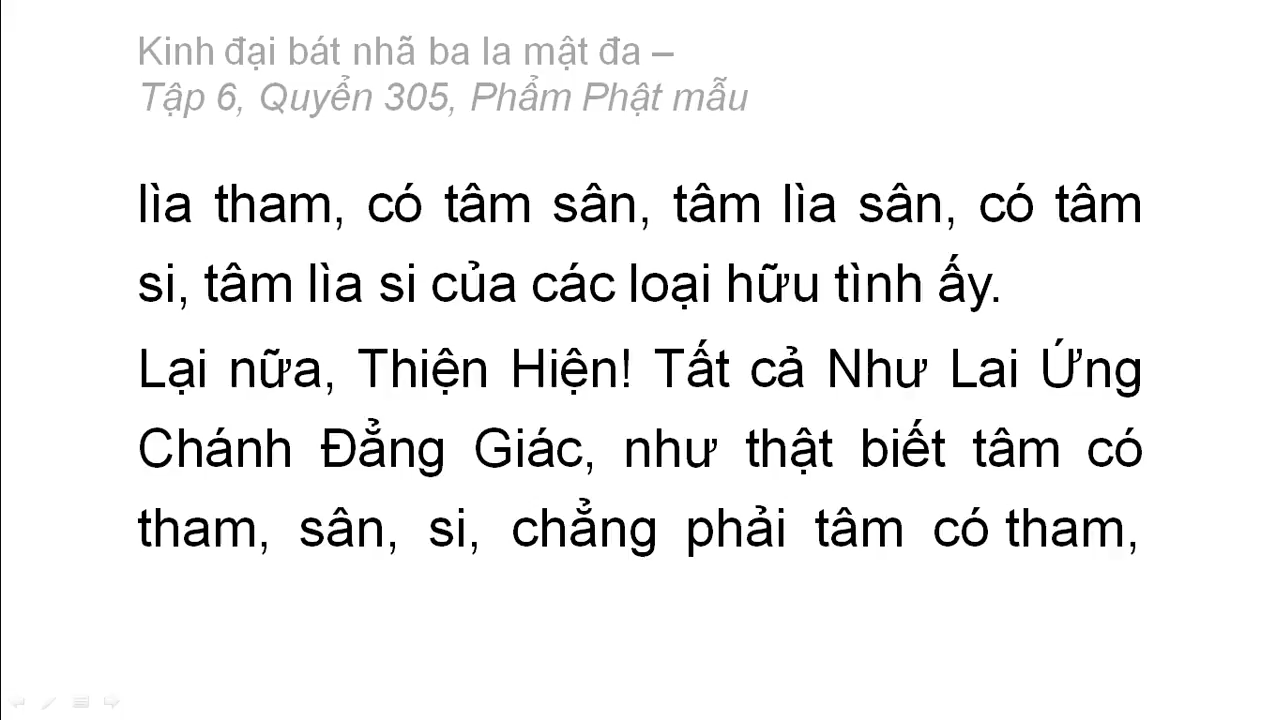 Kinh đại bát nhã ba la mật đa –
Tập 6, Quyển 305, Phẩm Phật mẫu
lìa tham, có tâm sân, tâm lìa sân, có tâm
si, tâm lìa si của các loại hữu tình ấy.
Lại nữa, Thiện Hiện! Tất cả Như Lai Ứng
Chánh Đẳng Giác, như thật biết tâm có
tham, sân, si, chẳng phải tâm có tham,